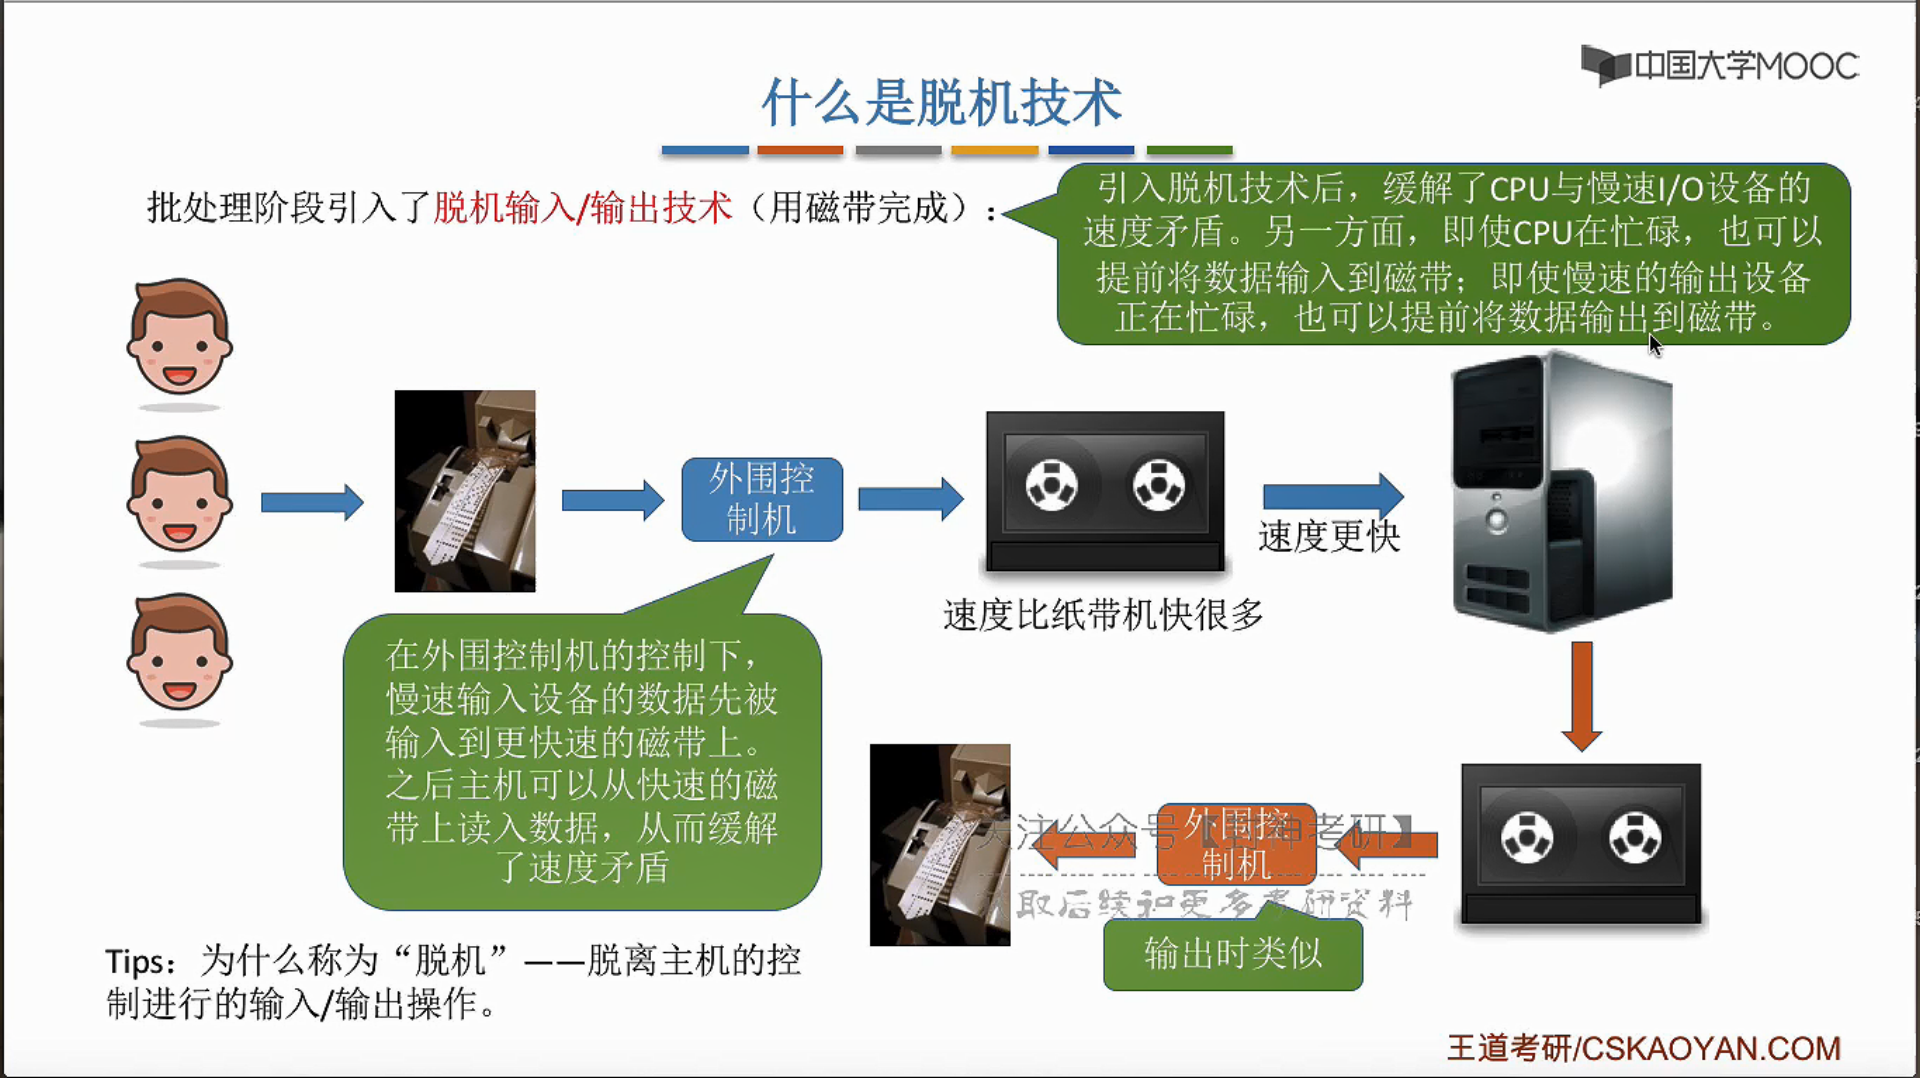 中国大学MOOC
什么是脱机技术
批处理阶段引入了脱机输入/输出技术（用磁带完成）：
引入脱机技术后，缓解了CPU与慢速I/O设备的
速度矛盾。另一方面，即使CPU在忙碌，也可以
提前将数据输入到磁带；即使慢速的输出设备
正在忙碌，也可以提前将数据输出到磁带。
外围控
制机
速度更快
速度比纸带机快很多
在外围控制机的控制下，
慢速输入设备的数据先被
输入到更快速的磁带上。
之后主机可以从快速的磁
带上读入数据，从而缓解
了速度矛盾
外围控
制机
关注公众号【封神考研】
取后续和更多考研资料
输出时类似
Tips：为什么称为“脱机”——脱离主机的控
制进行的输入/输出操作。
王道考研/CSKAOYAN.COM